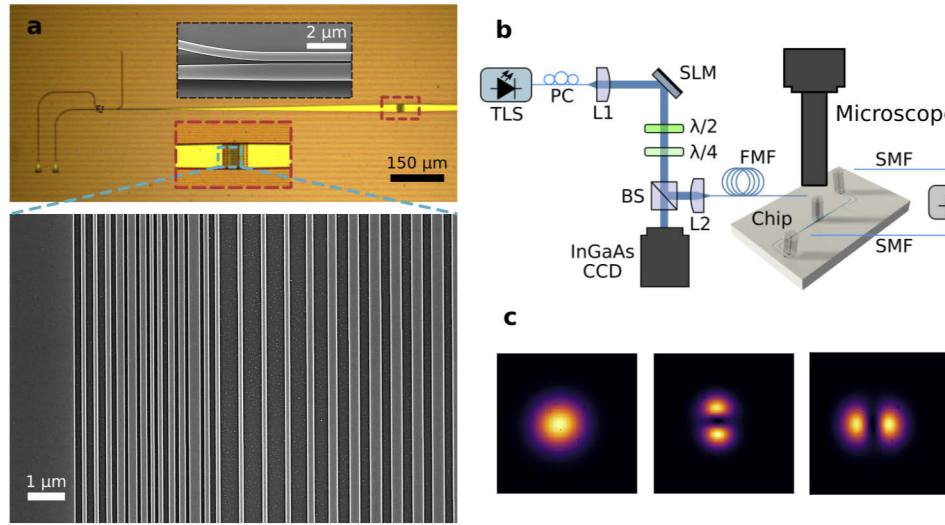 a
2 μm
150 μm
1 μm
b
TLS
PC
L1
SLM
λ/2
λ/4
BS
L2
FMF
InGaAs
CCD
Microscope
SMF
Chip
SMF
c